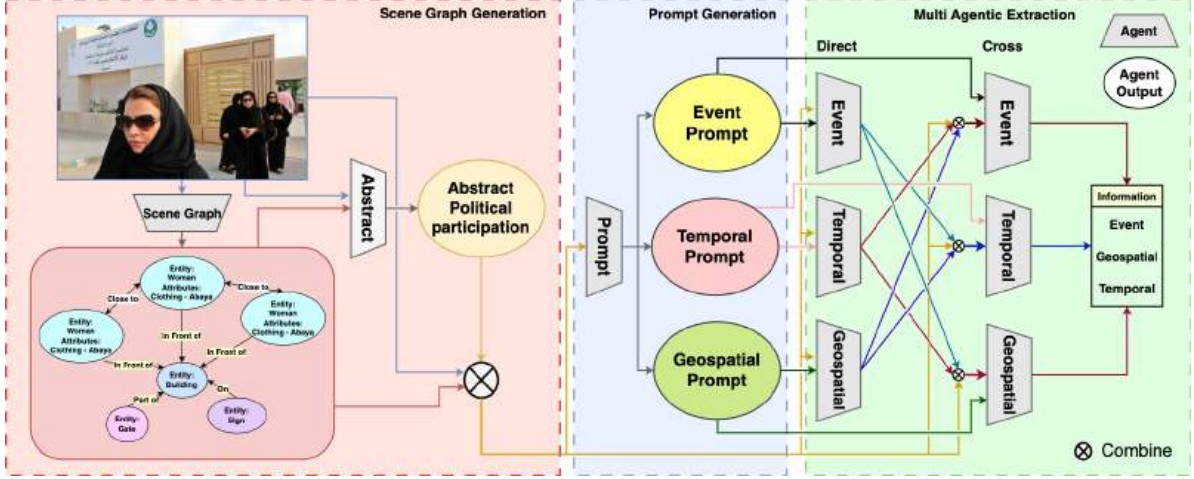 Scene Graph Generation
Prompt Generation
Multi Agentic Extraction
Direct
Cross
Agent
Agent
Output
Scene Graph
Abstract
Abstract
Political
participation
Entity:
Women
Attributes:
Clothing - Abaya
Close to
Close to
Entity:
Women
Attributes:
Clothing - Abaya
Entity:
Women
Attributes:
Clothing - Abaya
In Front of
In Front of
In Front of
Entity:
Building
Part of
On
Entity:
Gate
Entity:
Sign
Prompt
Event
Prompt
Temporal
Prompt
Geospatial
Prompt
Event
Temporal
Geospatial
Event
Temporal
Geospatial
Information
Event
Geospatial
Temporal
Combine